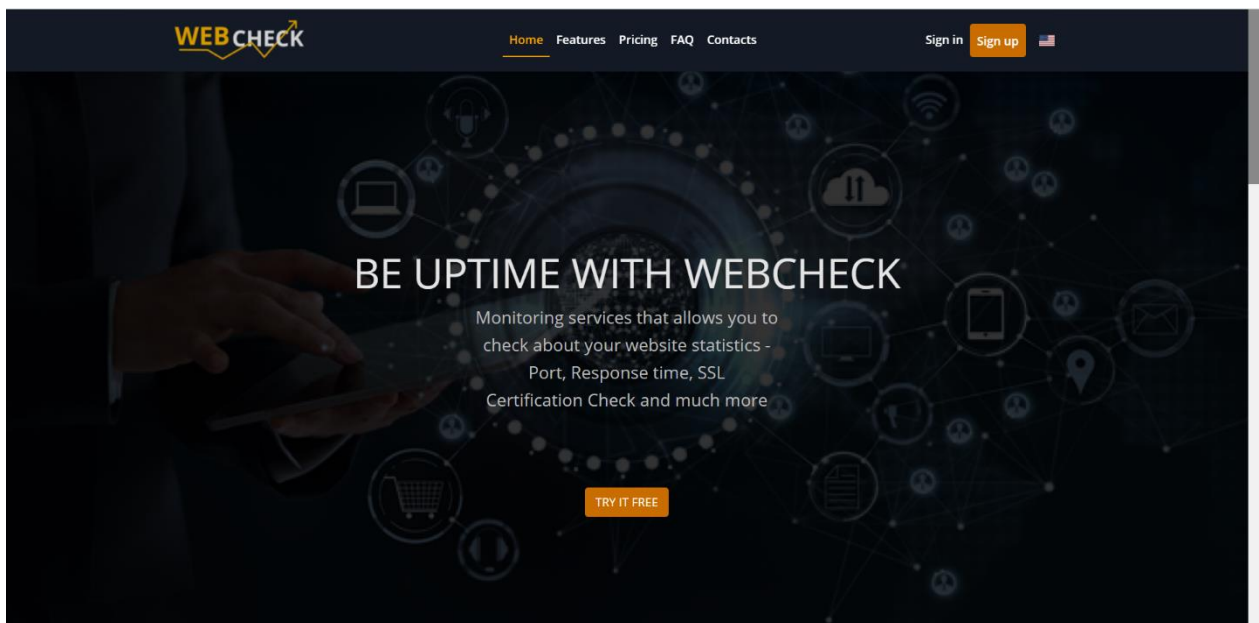 WEBCHECK
Home Features Pricing FAQ Contacts
Sign in Sign up
BE UPTIME WITH WEBCHECK
Monitoring services that allows you to
check about your website statistics -
Port, Response time, SSL
Certification Check and much more
TRY IT FREE